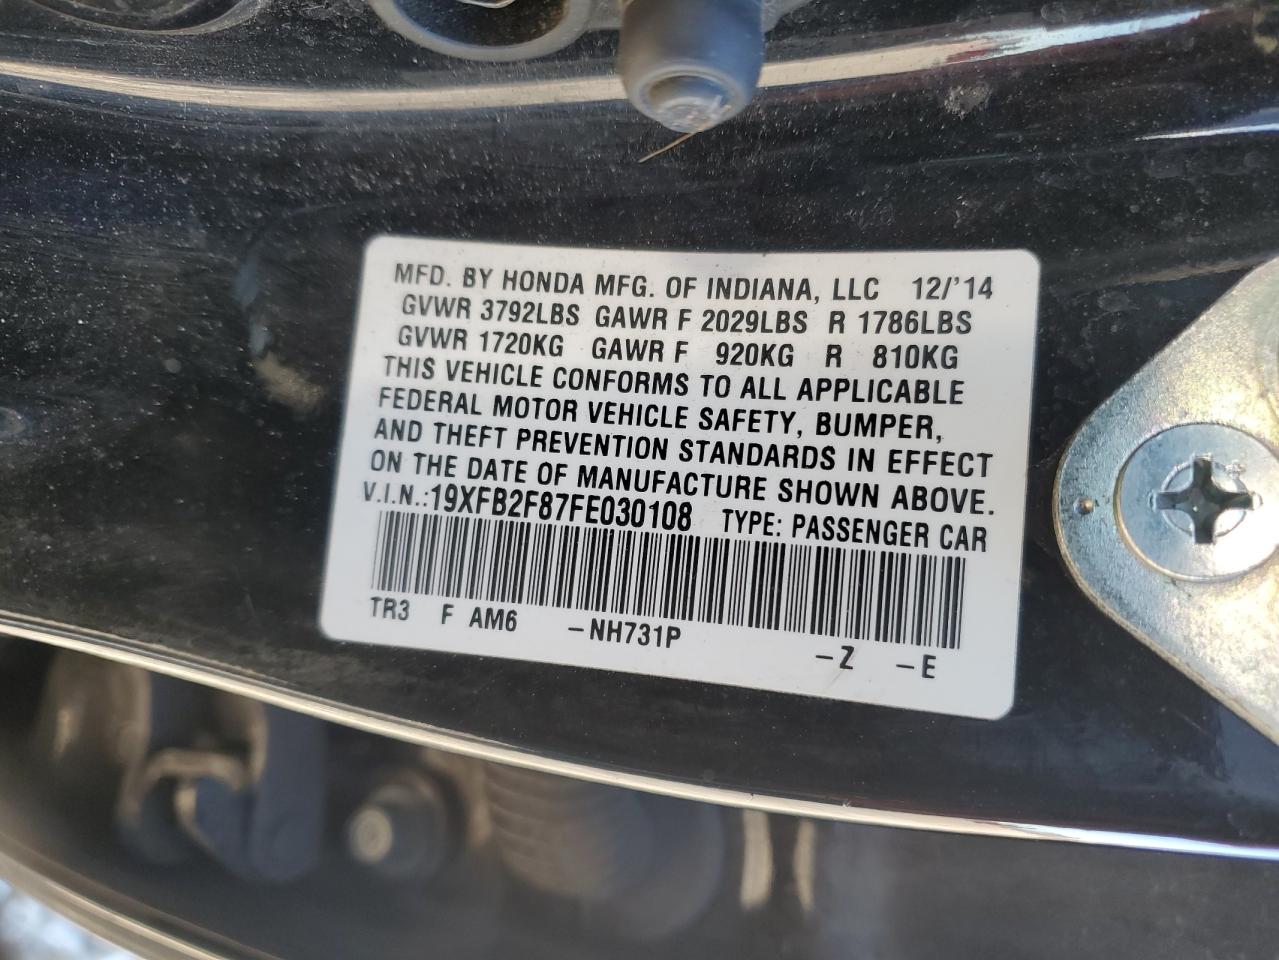 MFD. BY HONDA MFG. OF INDIANA, LLC 12/'14
GVWR 3792LBS GAWR F 2029LBS R 1786LBS
GVWR 1720KG GAWR F 920KG R 810KG
THIS VEHICLE CONFORMS TO ALL APPLICABLE
FEDERAL MOTOR VEHICLE SAFETY, BUMPER,
AND THEFT PREVENTION STANDARDS IN EFFECT
ON THE DATE OF MANUFACTURE SHOWN ABOVE.
V.I.N.:19XFB2F87FE030108 TYPE: PASSENGER CAR
TR3 F AM6 -NH731P -Z -E